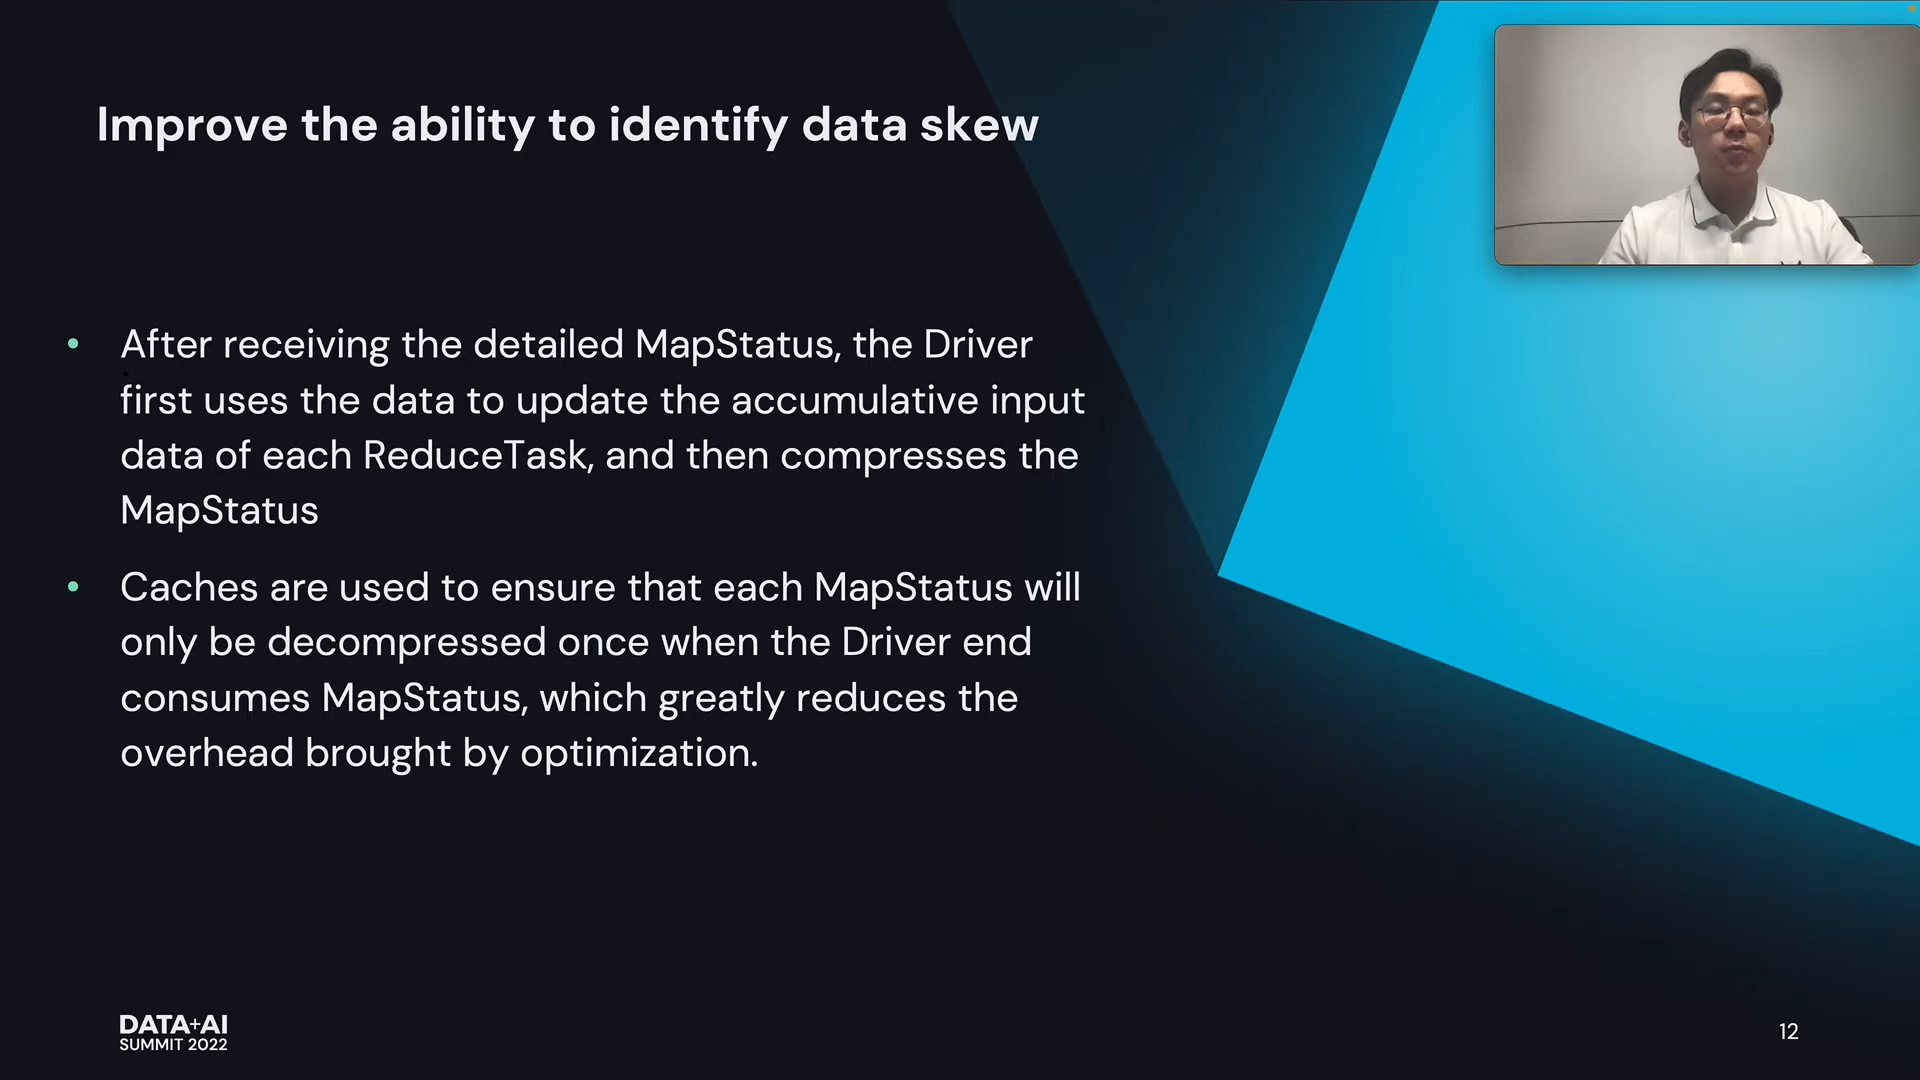 Improve the ability to identify data skew
• After receiving the detailed MapStatus, the Driver
first uses the data to update the accumulative input
data of each ReduceTask, and then compresses the
MapStatus
• Caches are used to ensure that each MapStatus will
only be decompressed once when the Driver end
consumes MapStatus, which greatly reduces the
overhead brought by optimization.
DATA+AI
SUMMIT 2022
12